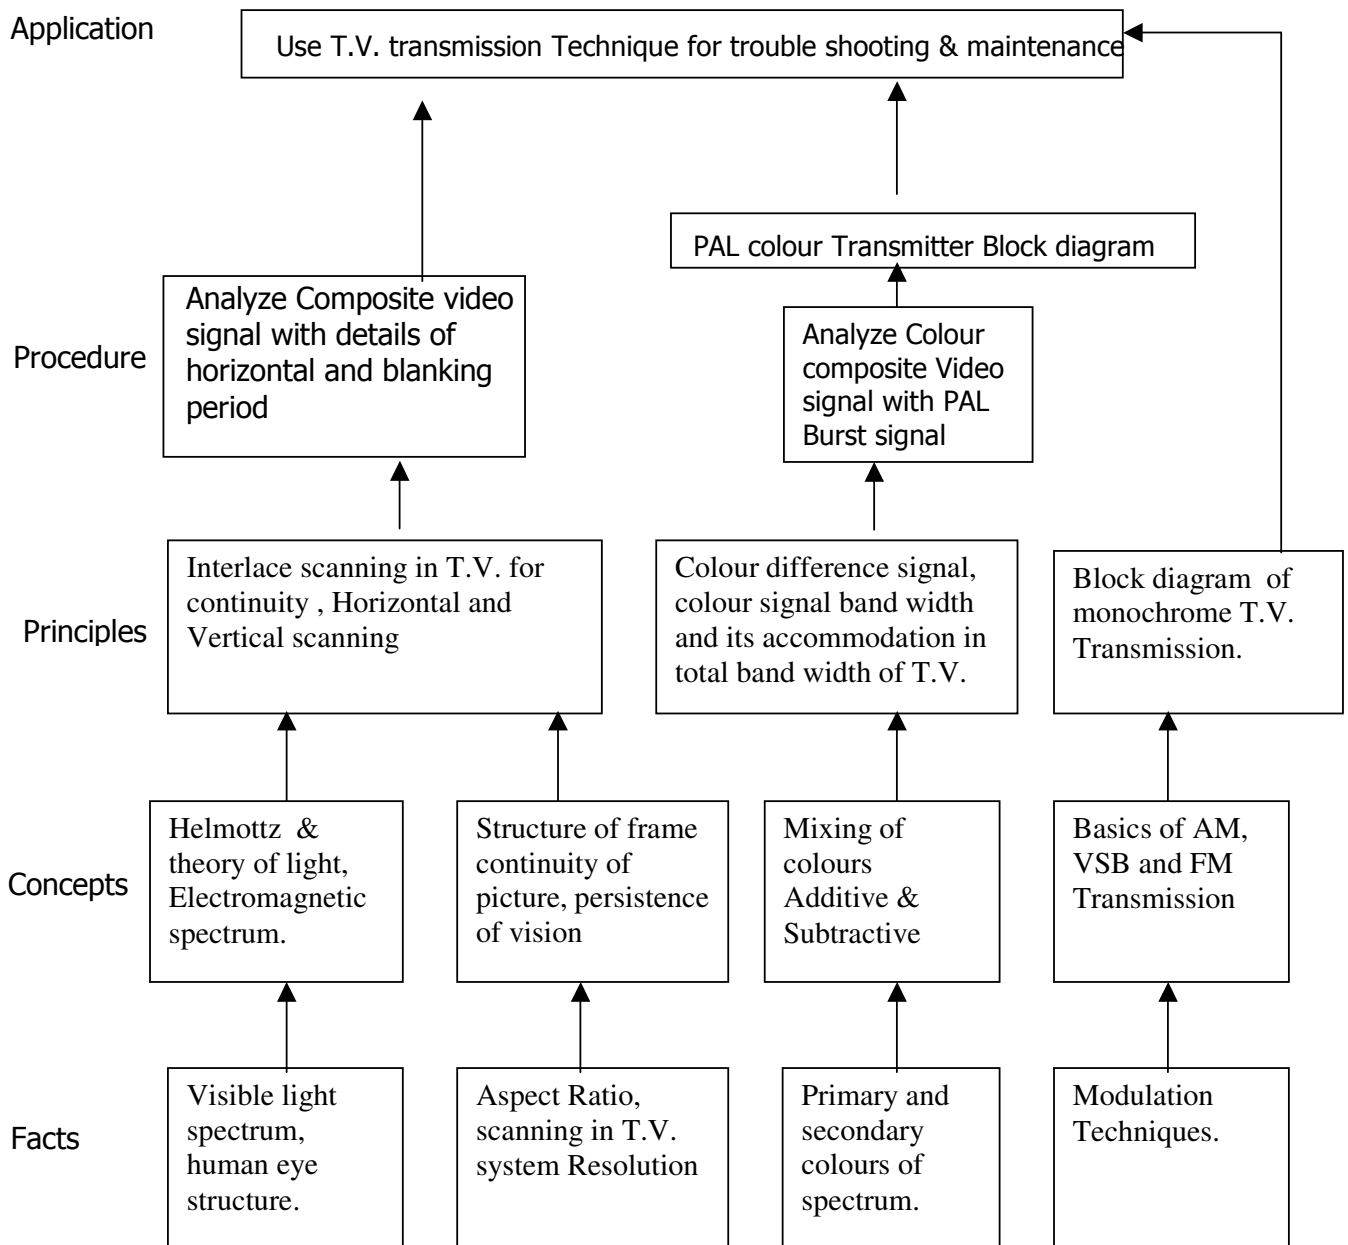 Application
Use T.V. transmission Technique for trouble shooting & maintenance
PAL colour Transmitter Block diagram
Procedure
Analyze Composite video
signal with details of
horizontal and blanking
period
Analyze Colour
composite Video
signal with PAL
Burst signal
Principles
Interlace scanning in T.V. for
continuity , Horizontal and
Vertical scanning
Colour difference signal,
colour signal band width
and its accommodation in
total band width of T.V.
Block diagram of
monochrome T.V.
Transmission.
Concepts
Helmottz &
theory of light,
Electromagnetic
spectrum.
Structure of frame
continuity of
picture, persistence
of vision
Mixing of
colours
Additive &
Subtractive
Basics of AM,
VSB and FM
Transmission
Facts
Visible light
spectrum,
human eye
structure.
Aspect Ratio,
scanning in T.V.
system Resolution
Primary and
secondary
colours of
spectrum.
Modulation
Techniques.